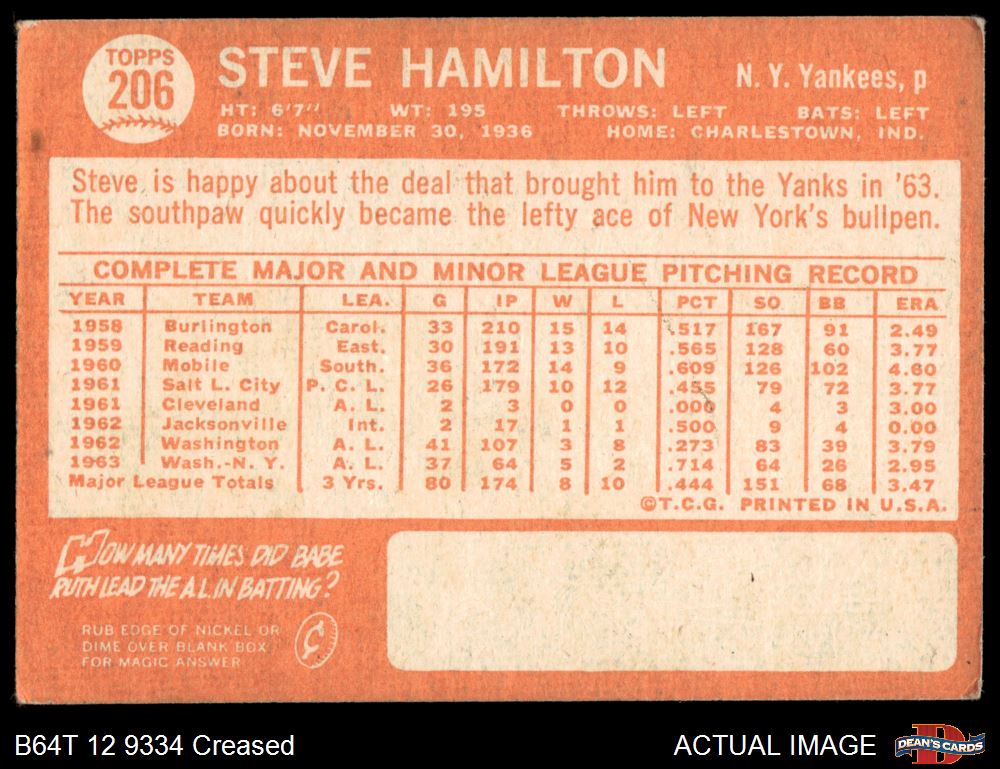 TOPPS
206
STEVE HAMILTON
N. Y. Yankees, p
HT: 6'7" WT: 195 THROWS: LEFT BATS: LEFT
BORN: NOVEMBER 30, 1936 HOME: CHARLESTOWN, IND.
Steve is happy about the deal that brought him to the Yanks in '63.
The southpaw quickly became the lefty ace of New York's bullpen.
COMPLETE MAJOR AND MINOR LEAGUE PITCHING RECORD
YEAR TEAM LEA. G IP W L PCT SO BB ERA
1958 Burlington Carol. 33 210 15 14 .517 167 91 2.49
1959 Reading East. 30 191 13 10 .565 128 60 3.77
1960 Mobile South. 36 172 14 9 .609 126 102 4.60
1961 Salt L. City P. C. L. 26 179 10 12 .455 79 72 3.77
1961 Cleveland A. L. 2 3 0 0 .000 4 3 3.00
1962 Jacksonville Int. 2 17 1 1 .500 9 4 0.00
1962 Washington A. L. 41 107 3 8 .273 83 39 3.79
1963 Wash.-N. Y. A. L. 37 64 5 2 .714 64 26 2.95
Major League Totals 3 Yrs. 80 174 8 10 .444 151 68 3.47
©T.C.G. PRINTED IN U.S.A.
HOW MANY TIMES DID BABE
RUTH LEAD THE A.L. IN BATTING?
RUB EDGE OF NICKEL OR
DIME OVER BLANK BOX
FOR MAGIC ANSWER
¢
B64T 12 9334 Creased
ACTUAL IMAGE
DEAN'S CARDS